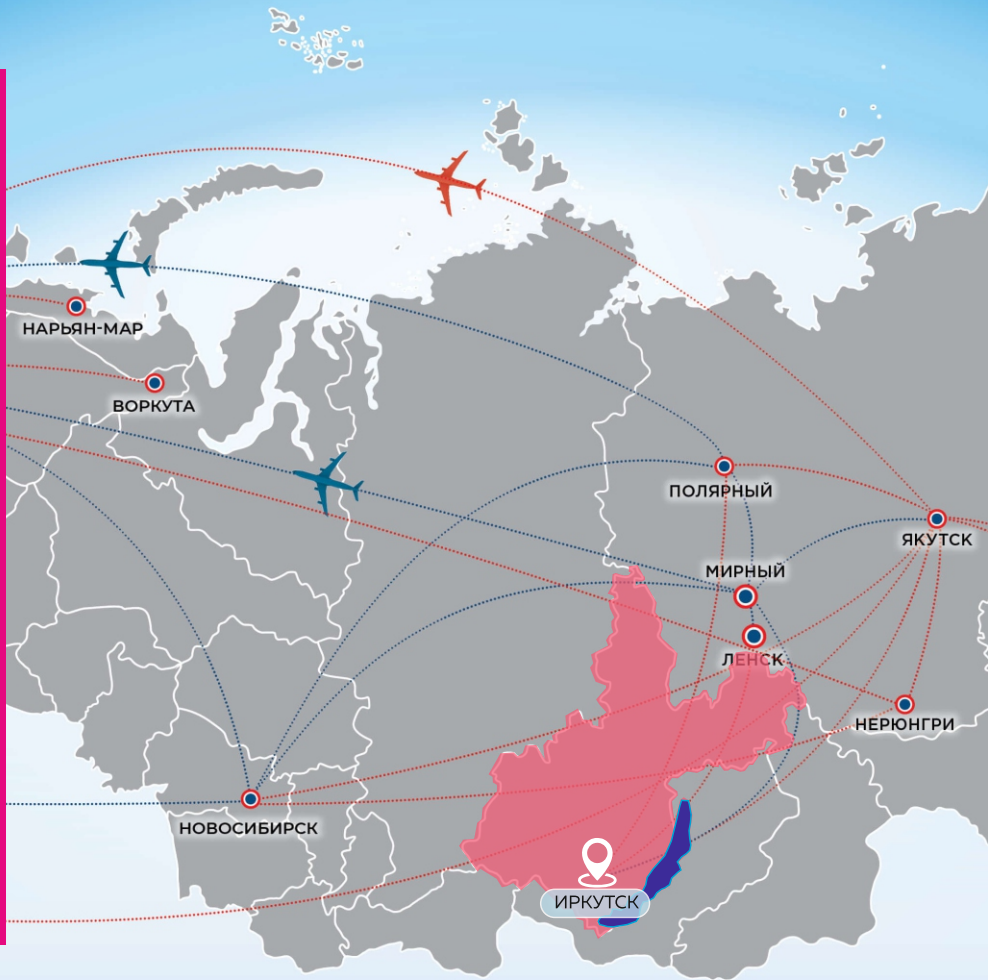 НАРЬЯН-МАР
ВОРКУТА
ПОЛЯРНЫЙ
ЯКУТСК
МИРНЫЙ
ЛЕНСК
НЕРЮНГРИ
НОВОСИБИРСК
ИРКУТСК